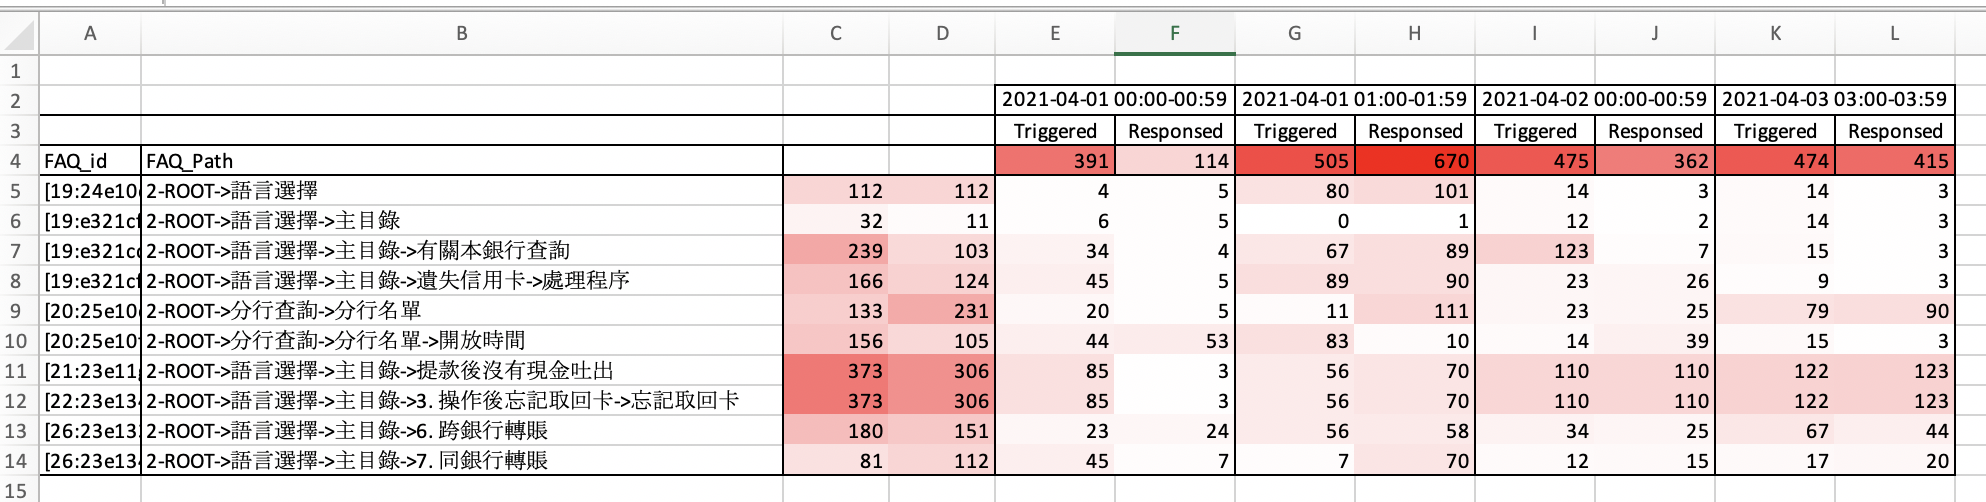 A B C D E F G H I J K L
1
2 2021-04-01 00:00-00:59 2021-04-01 01:00-01:59 2021-04-02 00:00-00:59 2021-04-03 03:00-03:59
3 Triggered Responsed Triggered Responsed Triggered Responsed Triggered Responsed
4 FAQ_id FAQ_Path 391 114 505 670 475 362 474 415
5 [19:24e10 2-ROOT->語言選擇 112 112 4 5 80 101 14 3 14 3
6 [19:e321cf 2-ROOT->語言選擇->主目錄 32 11 6 5 0 1 12 2 14 3
7 [19:e321c 2-ROOT->語言選擇->主目錄->有關本銀行查詢 239 103 34 4 67 89 123 7 15 3
8 [19:e321cf 2-ROOT->語言選擇->主目錄->遺失信用卡->處理程序 166 124 45 5 89 90 23 26 9 3
9 [20:25e10 2-ROOT->分行查詢->分行名單 133 231 20 5 11 111 23 25 79 90
10 [20:25e10 2-ROOT->分行查詢->分行名單->開放時間 156 105 44 53 83 10 14 39 15 3
11 [21:23e11 2-ROOT->語言選擇->主目錄->提款後沒有現金吐出 373 306 85 3 56 70 110 110 122 123
12 [22:23e13 2-ROOT->語言選擇->主目錄->3. 操作後忘記取回卡->忘記取回卡 373 306 85 3 56 70 110 110 122 123
13 [26:23e13 2-ROOT->語言選擇->主目錄->6. 跨銀行轉賬 180 151 23 24 56 58 34 25 67 44
14 [26:23e13 2-ROOT->語言選擇->主目錄->7. 同銀行轉賬 81 112 45 7 7 70 12 15 17 20
15